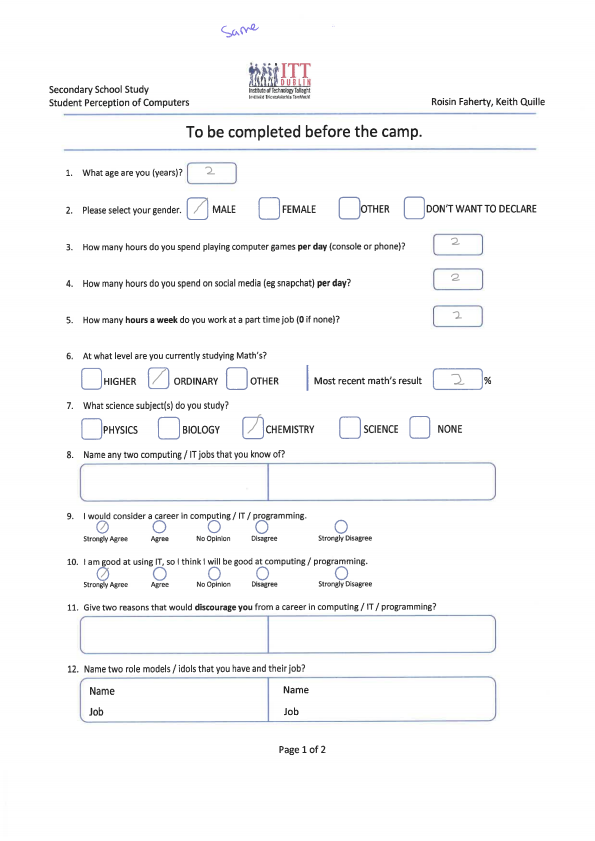 Same
ITT
DUBLIN
Institute of Technology Tallaght
Secondary School Study
Student Perception of Computers
Roisin Faherty, Keith Quille
To be completed before the camp.
1. What age are you (years)? 2
2. Please select your gender. MALE FEMALE OTHER DON'T WANT TO DECLARE
3. How many hours do you spend playing computer games per day (console or phone)? 2
4. How many hours do you spend on social media (eg snapchat) per day? 2
5. How many hours a week do you work at a part time job (0 if none)? 2
6. At what level are you currently studying Math's?
HIGHER ORDINARY OTHER Most recent math's result 2 %
7. What science subject(s) do you study?
PHYSICS BIOLOGY CHEMISTRY SCIENCE NONE
8. Name any two computing / IT jobs that you know of?
9. I would consider a career in computing / IT / programming.
Strongly Agree Agree No Opinion Disagree Strongly Disagree
10. I am good at using IT, so I think I will be good at computing / programming.
Strongly Agree Agree No Opinion Disagree Strongly Disagree
11. Give two reasons that would discourage you from a career in computing / IT / programming?
12. Name two role models / idols that you have and their job?
Name Name
Job Job
Page 1 of 2